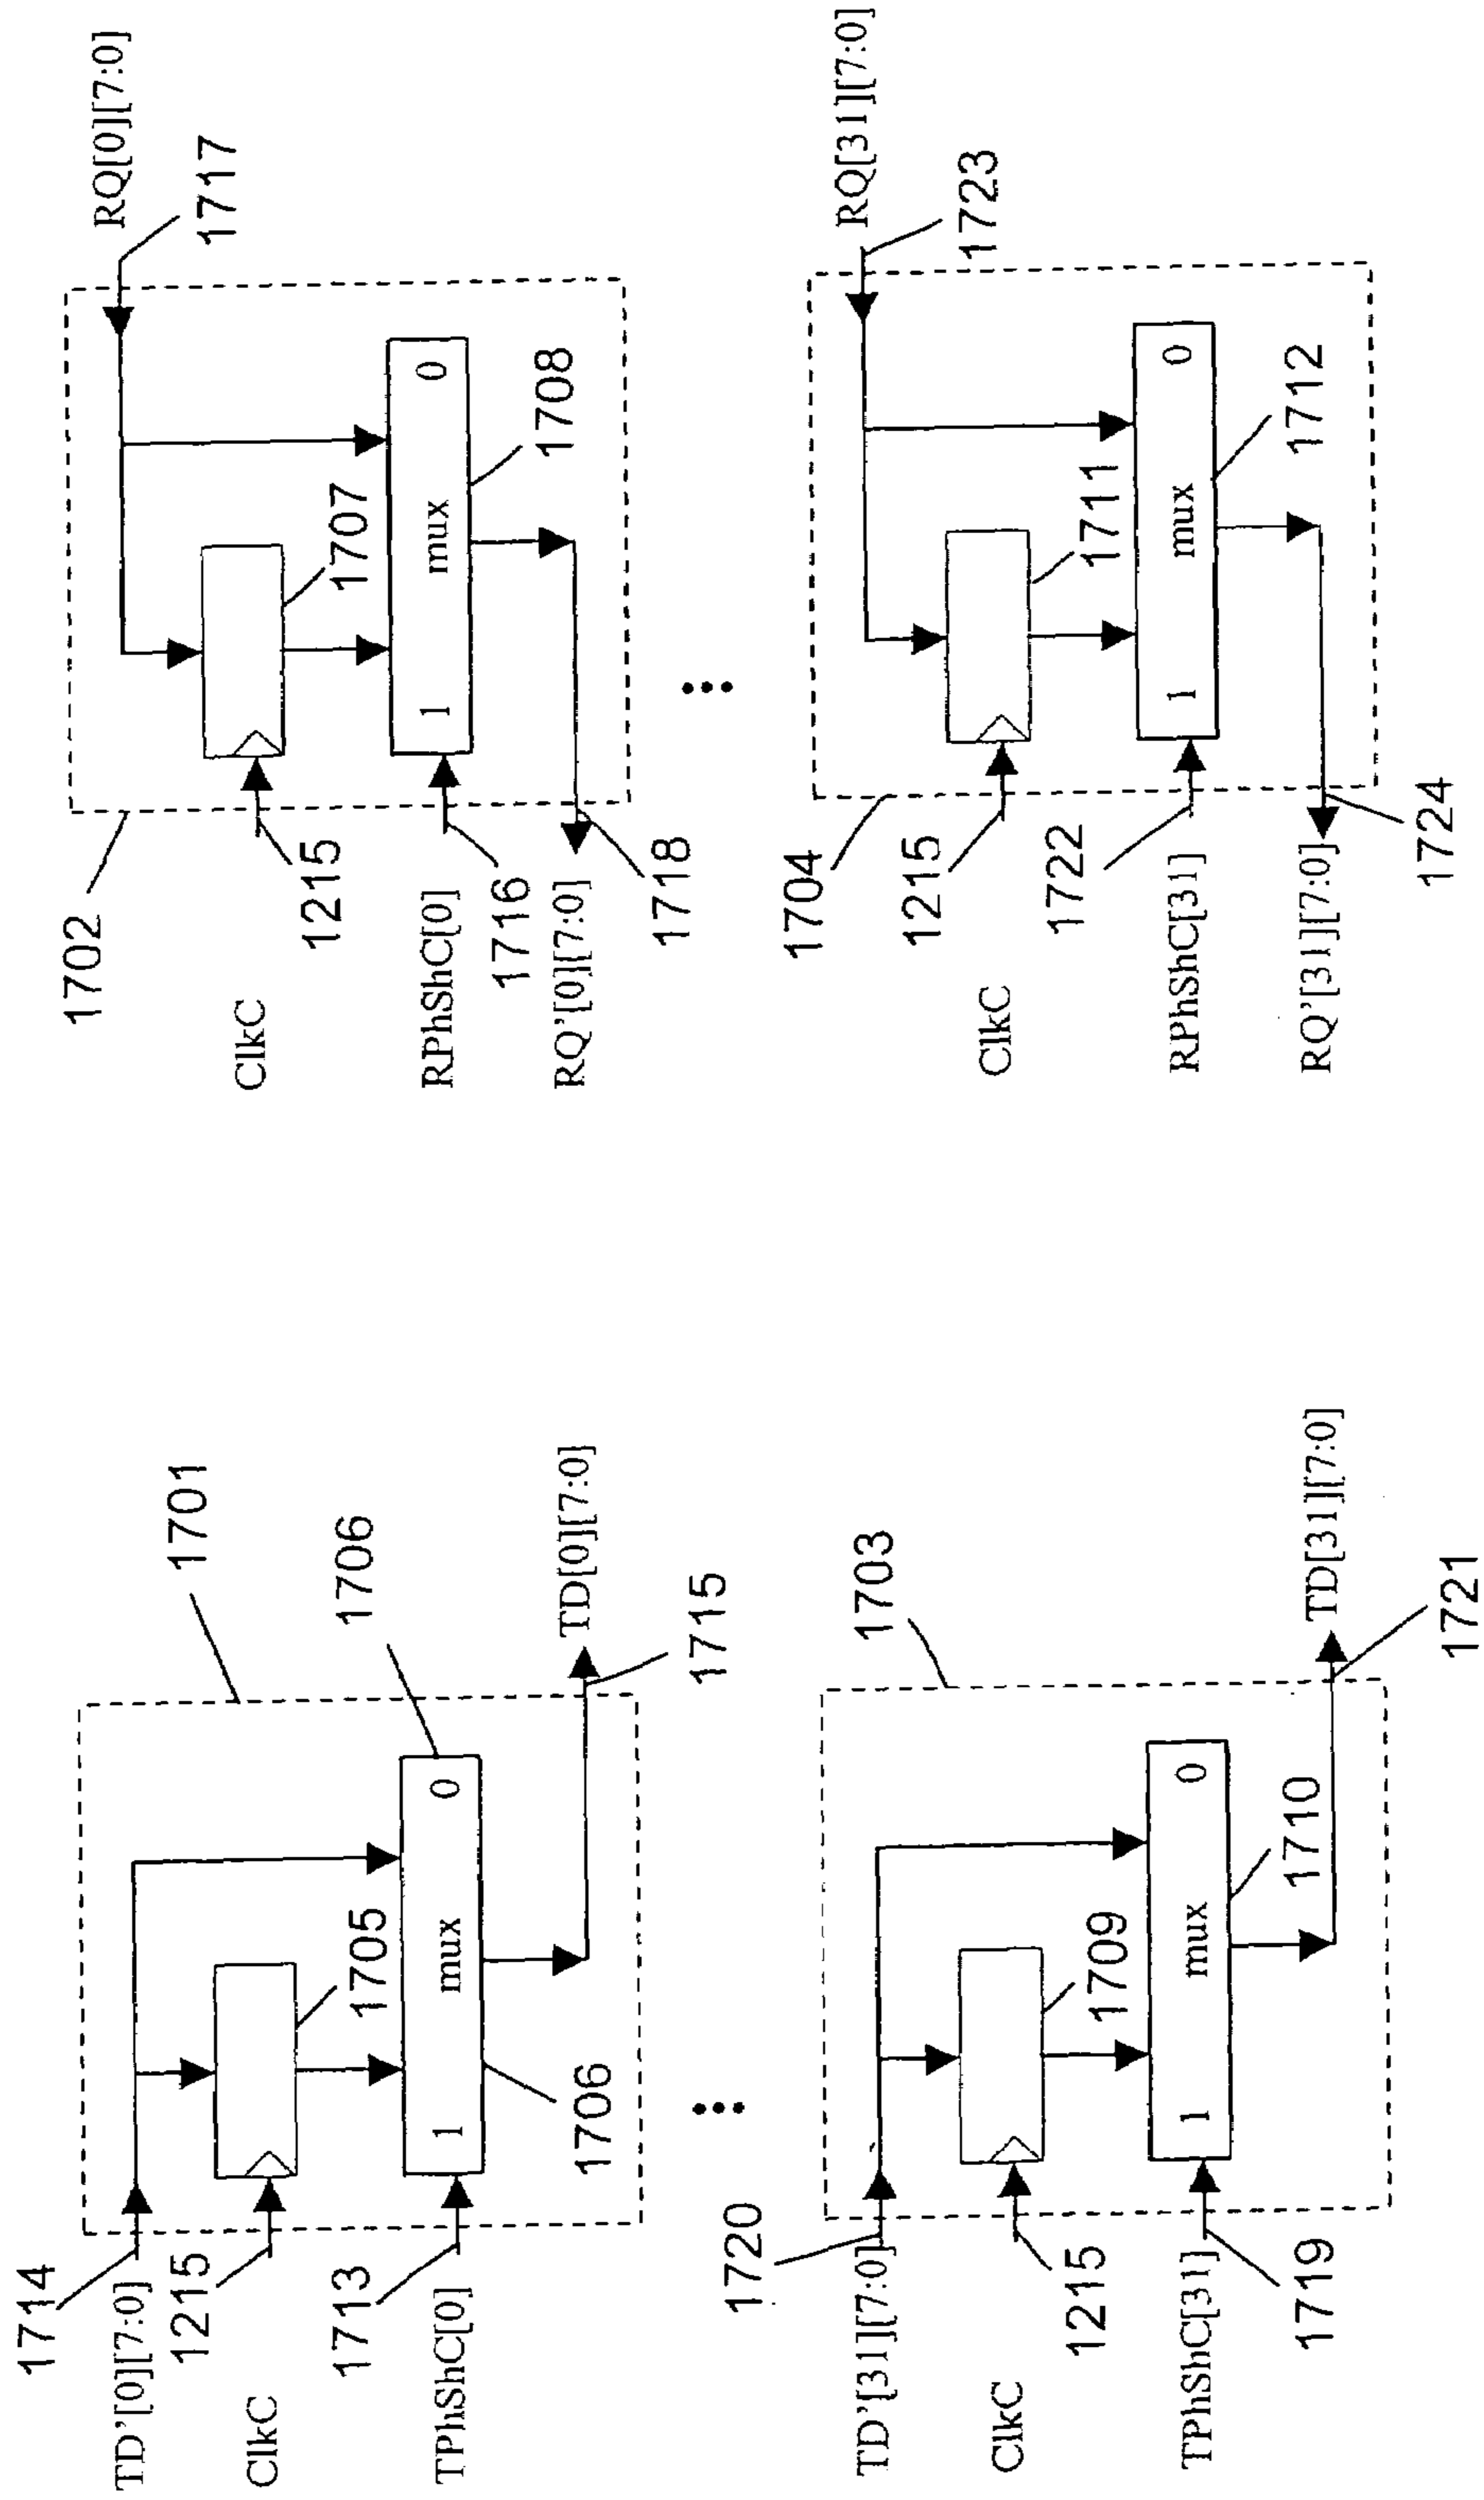 1714
TD'[0][7:0]
1215
ClkC
1713
TPhShC[0]
1705
mux
1
0
1706
1706
1701
TD[0][7:0]
1715
1702
1215
ClkC
RPhShC[0]
1716
RQ'[0][7:0]
1718
1707
mux
1
0
1708
RQ[0][7:0]
1717
1720
TD'[31][7:0]
ClkC
1215
TPhShC[31]
1719
1709
mux
1
0
1710
1703
TD[31][7:0]
1721
1704
1215
ClkC
1722
RPhShC[31]
RQ'[31][7:0]
1724
1711
mux
1
0
1712
RQ[31][7:0]
1723